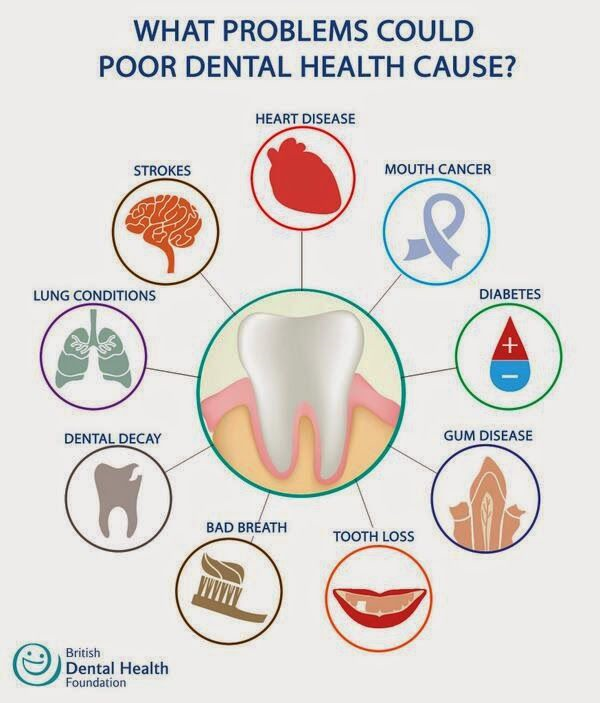 WHAT PROBLEMS COULD
POOR DENTAL HEALTH CAUSE?
HEART DISEASE
STROKES
MOUTH CANCER
LUNG CONDITIONS
DIABETES
+
−
DENTAL DECAY
GUM DISEASE
BAD BREATH
TOOTH LOSS
British
Dental Health
Foundation